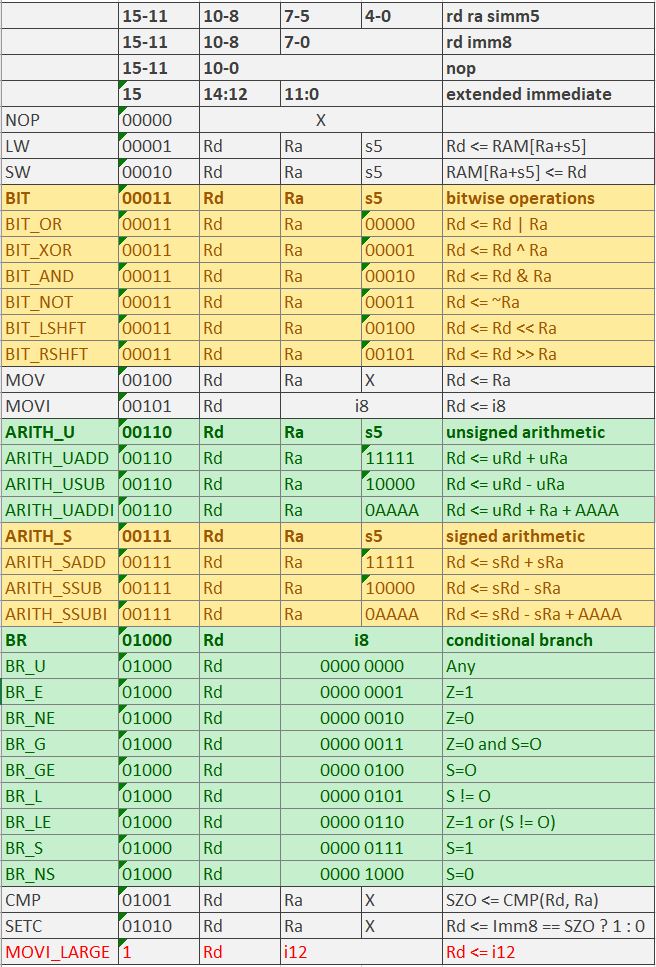 15-11 10-8 7-5 4-0 rd ra simm5
15-11 10-8 7-0 rd imm8
15-11 10-0 nop
15 14:12 11:0 extended immediate
NOP 00000 X
LW 00001 Rd Ra s5 Rd <= RAM[Ra+s5]
SW 00010 Rd Ra s5 RAM[Ra+s5] <= Rd
BIT 00011 Rd Ra s5 bitwise operations
BIT_OR 00011 Rd Ra 00000 Rd <= Rd | Ra
BIT_XOR 00011 Rd Ra 00001 Rd <= Rd ^ Ra
BIT_AND 00011 Rd Ra 00010 Rd <= Rd & Ra
BIT_NOT 00011 Rd Ra 00011 Rd <= ~Ra
BIT_LSHFT 00011 Rd Ra 00100 Rd <= Rd << Ra
BIT_RSHFT 00011 Rd Ra 00101 Rd <= Rd >> Ra
MOV 00100 Rd Ra X Rd <= Ra
MOVI 00101 Rd i8 Rd <= i8
ARITH_U 00110 Rd Ra s5 unsigned arithmetic
ARITH_UADD 00110 Rd Ra 11111 Rd <= uRd + uRa
ARITH_USUB 00110 Rd Ra 10000 Rd <= uRd - uRa
ARITH_UADDI 00110 Rd Ra 0AAAA Rd <= uRd + Ra + AAAA
ARITH_S 00111 Rd Ra s5 signed arithmetic
ARITH_SADD 00111 Rd Ra 11111 Rd <= sRd + sRa
ARITH_SSUB 00111 Rd Ra 10000 Rd <= sRd - sRa
ARITH_SSUBI 00111 Rd Ra 0AAAA Rd <= sRd - sRa + AAAA
BR 01000 Rd i8 conditional branch
BR_U 01000 Rd 0000 0000 Any
BR_E 01000 Rd 0000 0001 Z=1
BR_NE 01000 Rd 0000 0010 Z=0
BR_G 01000 Rd 0000 0011 Z=0 and S=O
BR_GE 01000 Rd 0000 0100 S=O
BR_L 01000 Rd 0000 0101 S != O
BR_LE 01000 Rd 0000 0110 Z=1 or (S != O)
BR_S 01000 Rd 0000 0111 S=1
BR_NS 01000 Rd 0000 1000 S=0
CMP 01001 Rd Ra X SZO <= CMP(Rd, Ra)
SETC 01010 Rd Ra X Rd <= Imm8 == SZO ? 1 : 0
MOVI_LARGE 1 Rd i12 Rd <= i12